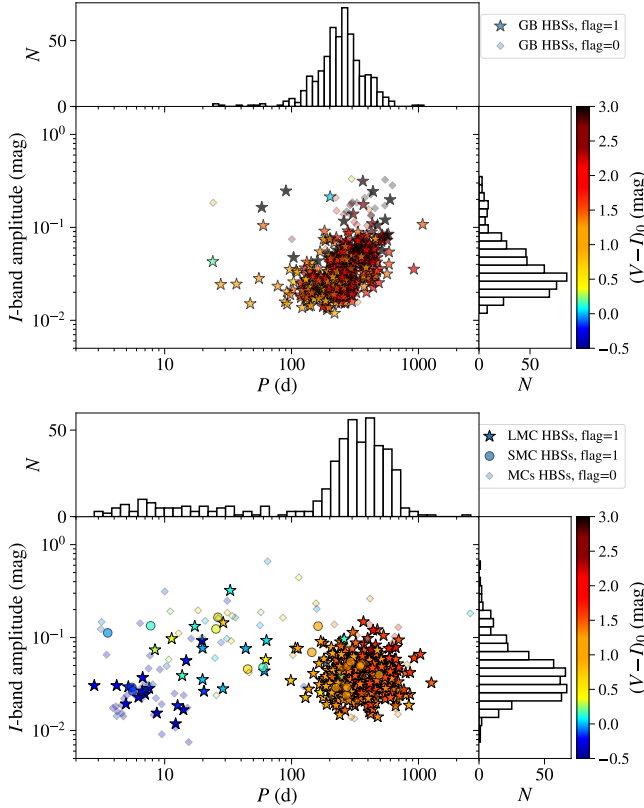 N
50
0
GB HBSs, flag=1
GB HBSs, flag=0
I-band amplitude (mag)
10⁰
10⁻¹
10⁻²
10
100
1000
P (d)
0
50
N
3.0
2.5
2.0
1.5
1.0
0.5
0.0
−0.5
(V−I)₀ (mag)
N
50
0
LMC HBSs, flag=1
SMC HBSs, flag=1
MCs HBSs, flag=0
I-band amplitude (mag)
10⁰
10⁻¹
10⁻²
10
100
1000
P (d)
0
50
N
3.0
2.5
2.0
1.5
1.0
0.5
0.0
−0.5
(V−I)₀ (mag)